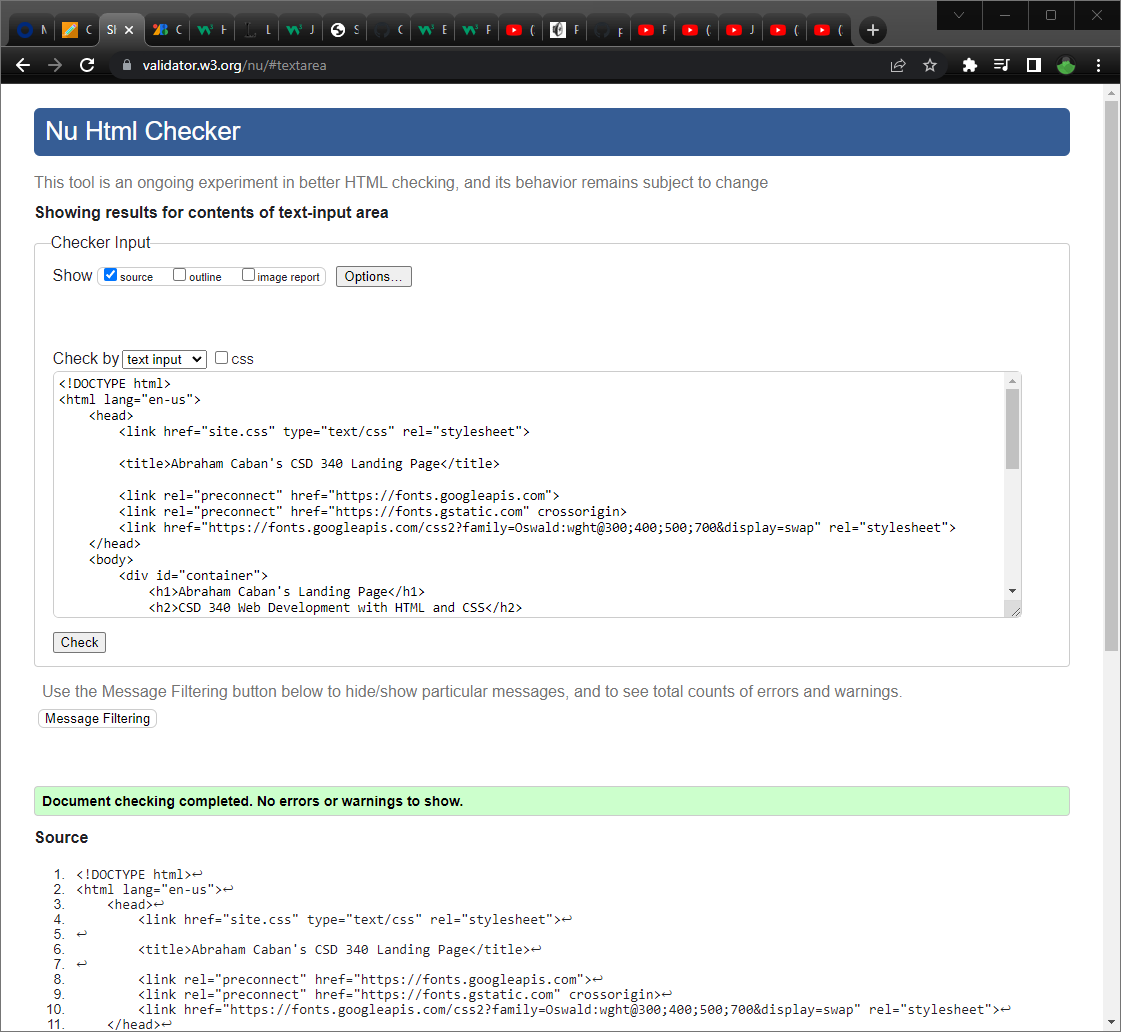 M C Sh C H L J S C E F ( F p F ( J ( (
validator.w3.org/nu/#textarea
Nu Html Checker
This tool is an ongoing experiment in better HTML checking, and its behavior remains subject to change
Showing results for contents of text-input area
Checker Input
Show source outline image report Options...
Check by text input css
<!DOCTYPE html>
<html lang="en-us">
<head>
<link href="site.css" type="text/css" rel="stylesheet">
<title>Abraham Caban's CSD 340 Landing Page</title>
<link rel="preconnect" href="https://fonts.googleapis.com">
<link rel="preconnect" href="https://fonts.gstatic.com" crossorigin>
<link href="https://fonts.googleapis.com/css2?family=Oswald:wght@300;400;500;700&display=swap" rel="stylesheet">
</head>
<body>
<div id="container">
<h1>Abraham Caban's Landing Page</h1>
<h2>CSD 340 Web Development with HTML and CSS</h2>
Check
Use the Message Filtering button below to hide/show particular messages, and to see total counts of errors and warnings.
Message Filtering
Document checking completed. No errors or warnings to show.
Source
1. <!DOCTYPE html>↩
2. <html lang="en-us">↩
3. <head>↩
4. <link href="site.css" type="text/css" rel="stylesheet">↩
5. ↩
6. <title>Abraham Caban's CSD 340 Landing Page</title>↩
7. ↩
8. <link rel="preconnect" href="https://fonts.googleapis.com">↩
9. <link rel="preconnect" href="https://fonts.gstatic.com" crossorigin>↩
10. <link href="https://fonts.googleapis.com/css2?family=Oswald:wght@300;400;500;700&display=swap" rel="stylesheet">↩
11. </head>↩